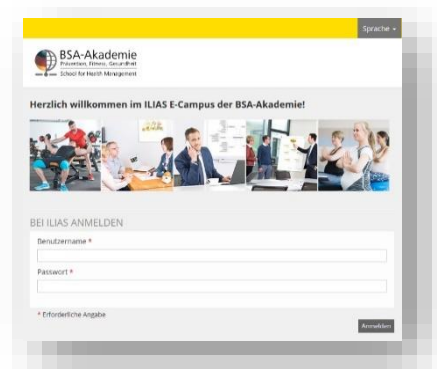 Sprache
BSA-Akademie
Prävention, Fitness, Gesundheit
School for Health Management
Herzlich willkommen im ILIAS E-Campus der BSA-Akademie!
BEI ILIAS ANMELDEN
Benutzername *
Passwort *
* Erforderliche Angabe
Anmelden